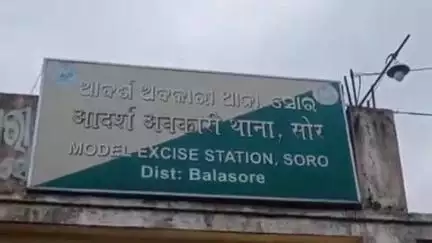 ଆଦର୍ଶ ଅବକାରୀ ଥାନା ସୋର
आदर्श अबकारी थाना, सोर
MODEL EXCISE STATION, SORO
Dist: Balasore